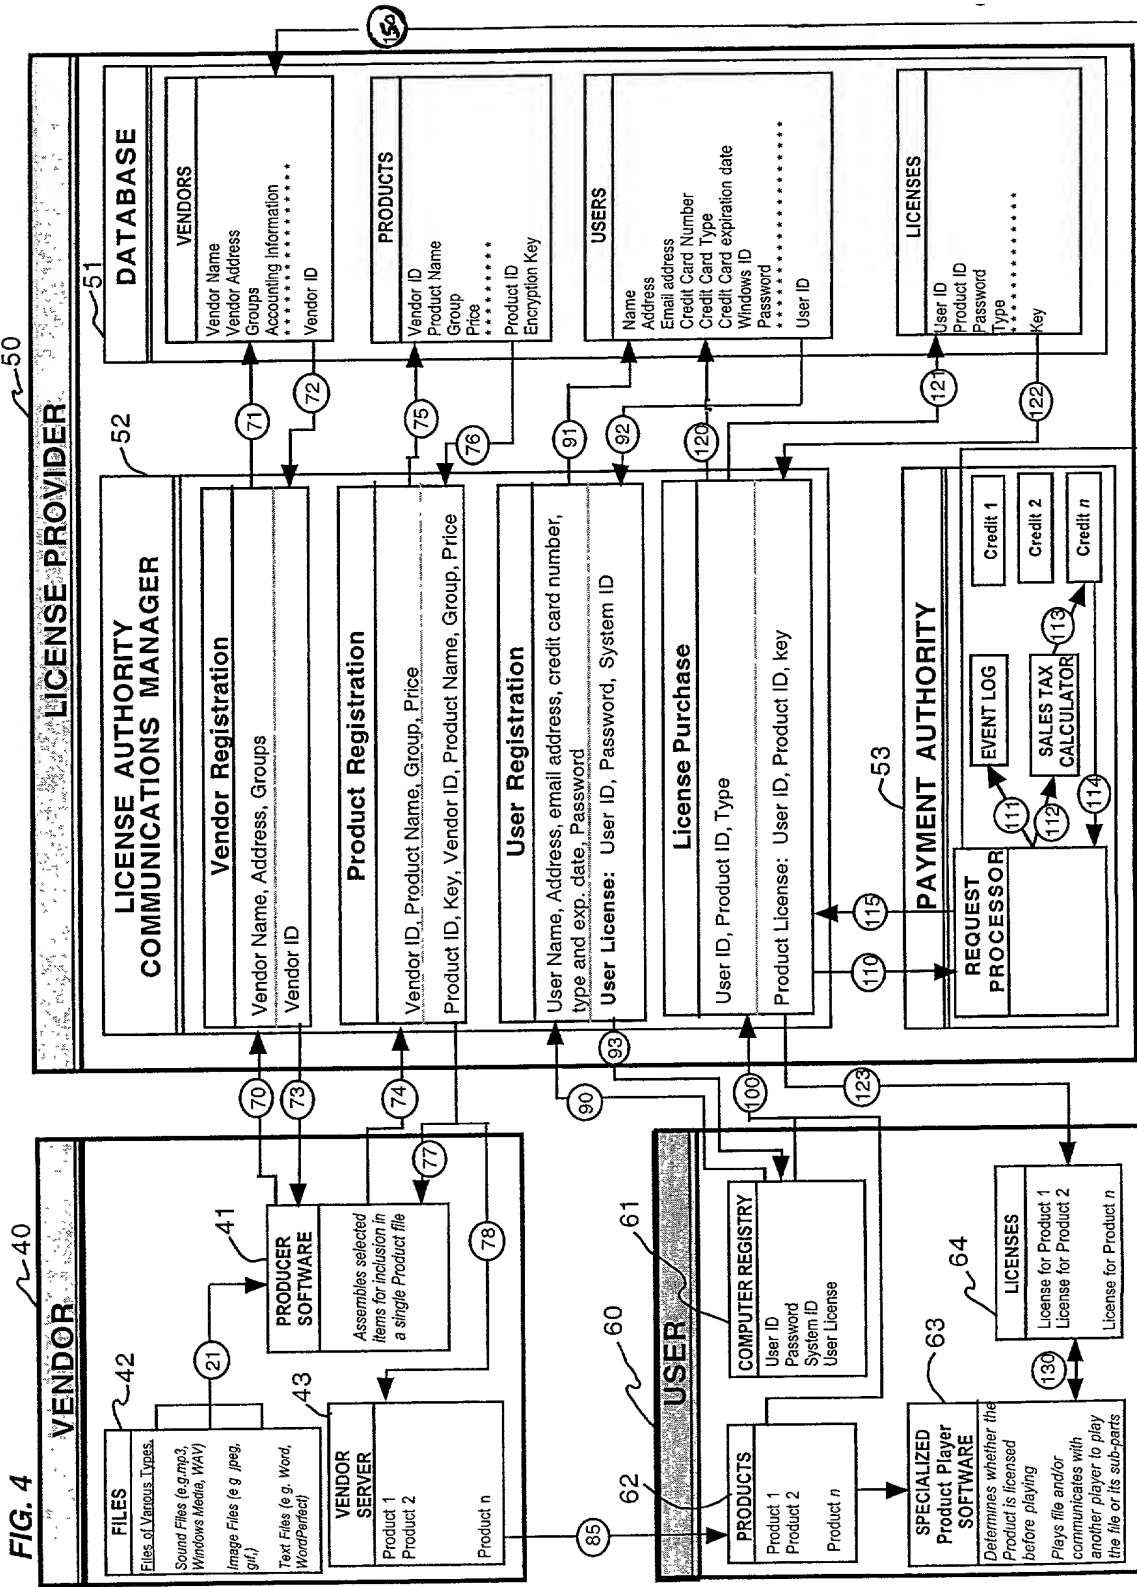 FIG. 4
VENDOR
40
FILES
42
Files of Various Types.
Sound Files (e.g.mp3,
Windows Media, WAV)
Image Files (e g jpeg,
gif,)
Text Files (e g. Word,
WordPerfect)
21
PRODUCER
SOFTWARE
41
Assembles selected
items for inclusion in
a single Product file
VENDOR
SERVER
43
Product 1
Product 2
Product n
70
73
74
77
78
85
LICENSE PROVIDER
50
LICENSE AUTHORITY
COMMUNICATIONS MANAGER
52
Vendor Registration
Vendor Name, Address, Groups
Vendor ID
Product Registration
Vendor ID, Product Name, Group, Price
Product ID, Key, Vendor ID, Product Name, Group, Price
User Registration
User Name, Address, email address, credit card number,
type and exp. date, Password
User License: User ID, Password, System ID
License Purchase
User ID, Product ID, Type
Product License: User ID, Product ID, key
71
72
75
76
91
92
120
121
122
DATABASE
51
VENDORS
Vendor Name
Vendor Address
Groups
Accounting Information
* * * * * * * * * * * * * * * * * *
Vendor ID
150
PRODUCTS
Vendor ID
Product Name
Group
Price
* * * * * * * * * *
Product ID
Encryption Key
USERS
Name
Address
Email address
Credit Card Number
Credit Card Type
Credit Card expiration date
Windows ID
Password
* * * * * * * * * * * * * * * * * * * *
User ID
LICENSES
User ID
Product ID
Password
Type
* * * * * * * * * * * *
Key
USER
60
PRODUCTS
62
Product 1
Product 2
Product n
COMPUTER REGISTRY
61
User ID
Password
System ID
User License
90
93
100
123
SPECIALIZED
Product Player
SOFTWARE
63
Determines whether the
Product is licensed
before playing
Plays file and/or
communicates with
another player to play
the file or its sub-parts
130
LICENSES
64
License for Product 1
License for Product 2
License for Product n
110
115
PAYMENT AUTHORITY
53
REQUEST
PROCESSOR
111
112
113
114
EVENT LOG
SALES TAX
CALCULATOR
Credit 1
Credit 2
Credit n